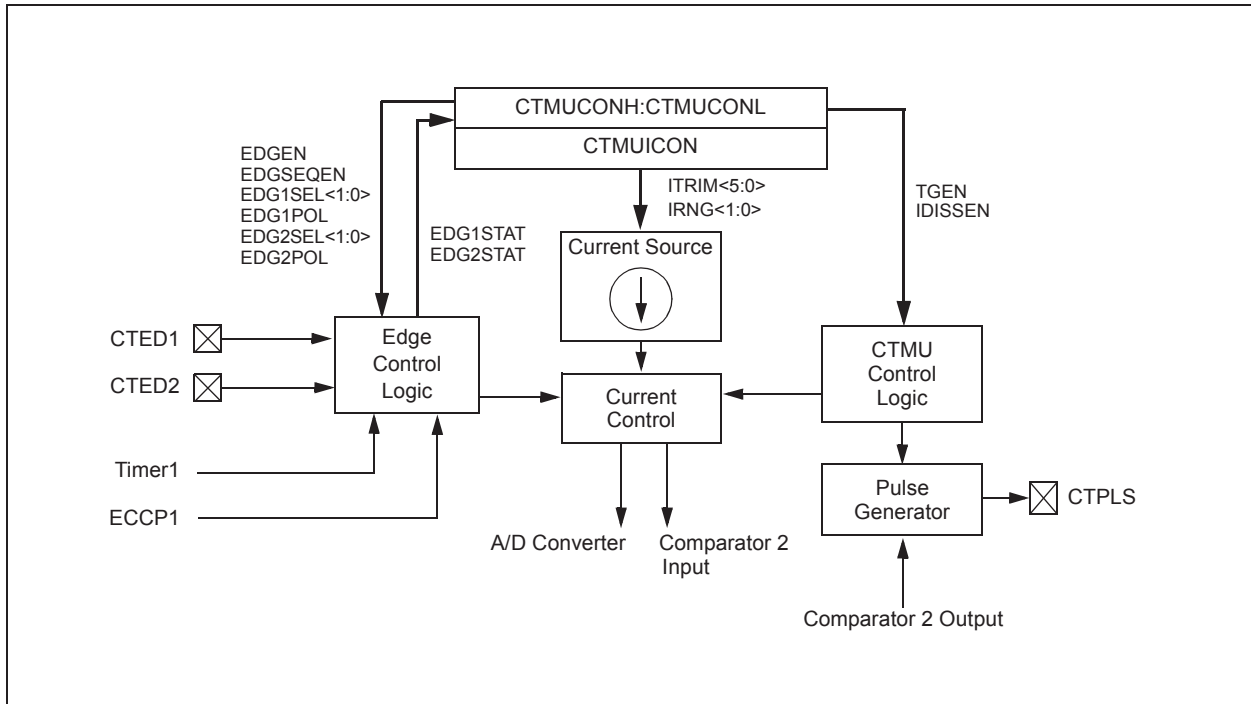 CTMUCONH:CTMUCONL
CTMUICON
EDGEN
EDGSEQEN
EDG1SEL<1:0>
EDG1POL
EDG2SEL<1:0>
EDG2POL
EDG1STAT
EDG2STAT
ITRIM<5:0>
IRNG<1:0>
TGEN
IDISSEN
Current Source
CTED1
CTED2
Edge
Control
Logic
Current
Control
CTMU
Control
Logic
Timer1
ECCP1
Pulse
Generator
CTPLS
A/D Converter
Comparator 2
Input
Comparator 2 Output